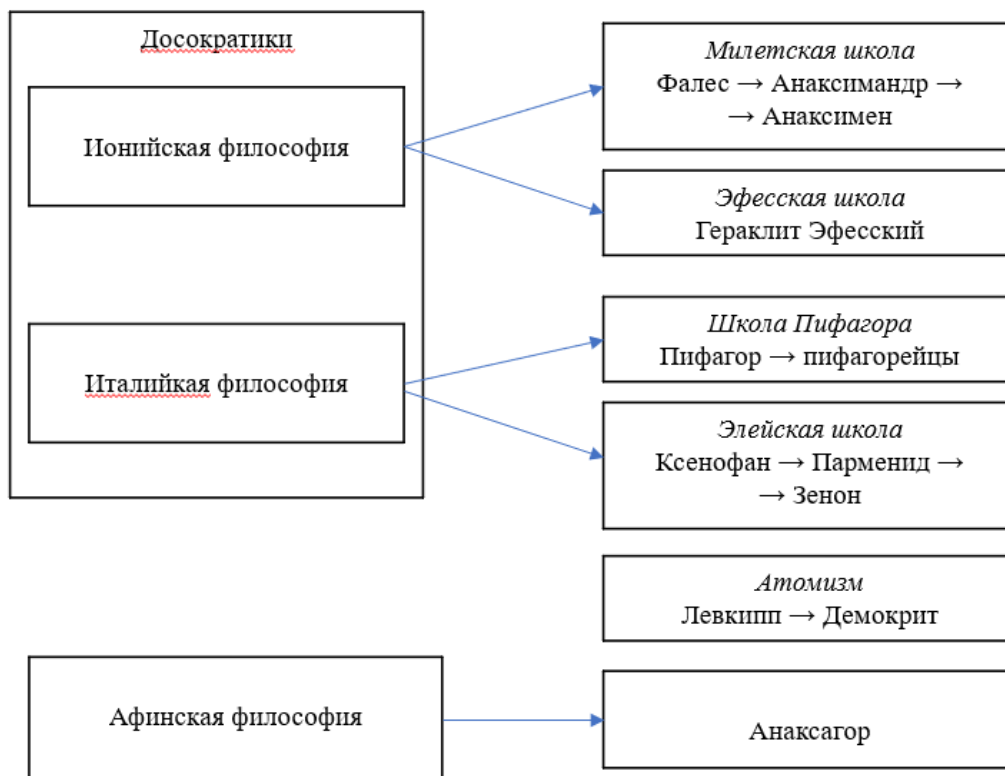 Досократики
Ионийская философия
Италийкая философия
Милетская школа
Фалес → Анаксимандр →
→ Анаксимен
Эфесская школа
Гераклит Эфесский
Школа Пифагора
Пифагор → пифагорейцы
Элейская школа
Ксенофан → Парменид →
→ Зенон
Атомизм
Левкипп → Демокрит
Афинская философия
Анаксагор